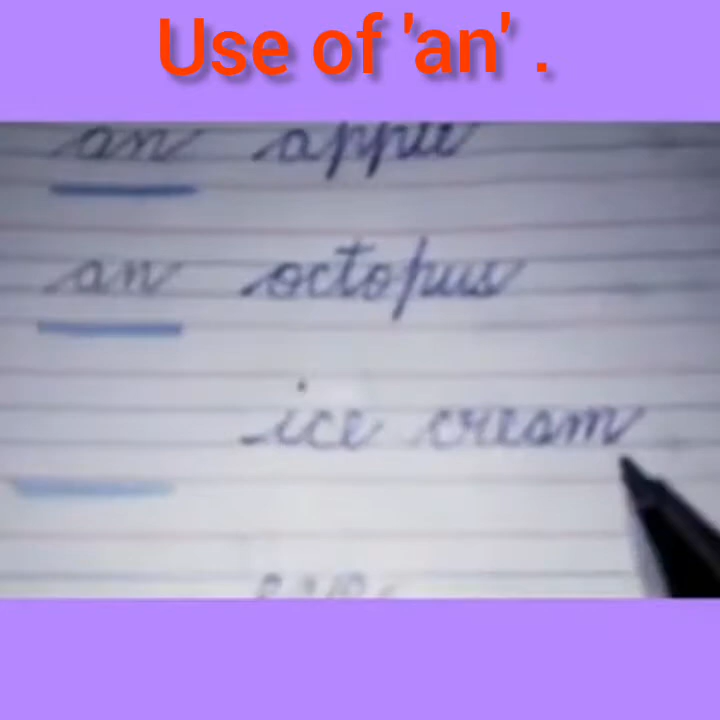 Use of 'an' .
an apple
an octopus
ice cream